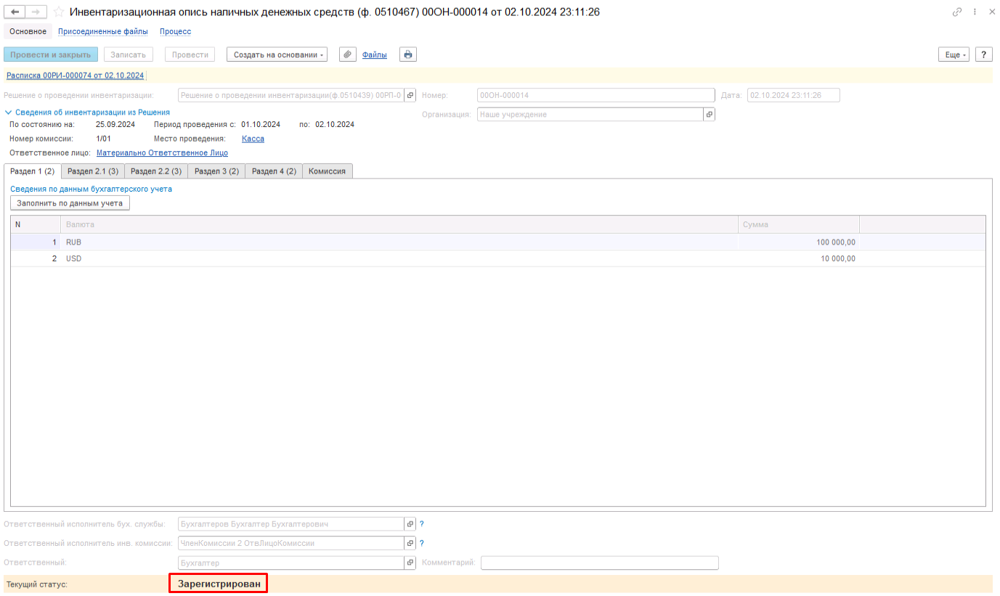 Инвентаризационная опись наличных денежных средств (ф. 0510467) 00ОН-000014 от 02.10.2024 23:11:26
Основное Присоединенные файлы Процесс
Провести и закрыть Записать Провести Создать на основании Файлы Еще ?
Расписка 00РИ-000074 от 02.10.2024
Решение о проведении инвентаризации: Решение о проведении инвентаризации(ф.0510439) 00РП-0 Номер: 00ОН-000014 Дата: 02.10.2024 23:11:26
Сведения об инвентаризации из Решения Организация: Наше учреждение
По состоянию на: 25.09.2024 Период проведения с: 01.10.2024 по: 02.10.2024
Номер комиссии: 1/01 Место проведения: Касса
Ответственное лицо: Материально Ответственное Лицо
Раздел 1 (2) Раздел 2.1 (3) Раздел 2.2 (3) Раздел 3 (2) Раздел 4 (2) Комиссия
Сведения по данным бухгалтерского учета
Заполнить по данным учета
N Валюта Сумма
1 RUB 100 000,00
2 USD 10 000,00
Ответственный исполнитель бух. службы: Бухгалтеров Бухгалтер Бухгалтерович ?
Ответственный исполнитель инв. комиссии: ЧленКомиссии 2 ОтвЛицоКомиссии ?
Ответственный: Бухгалтер Комментарий:
Текущий статус: Зарегистрирован